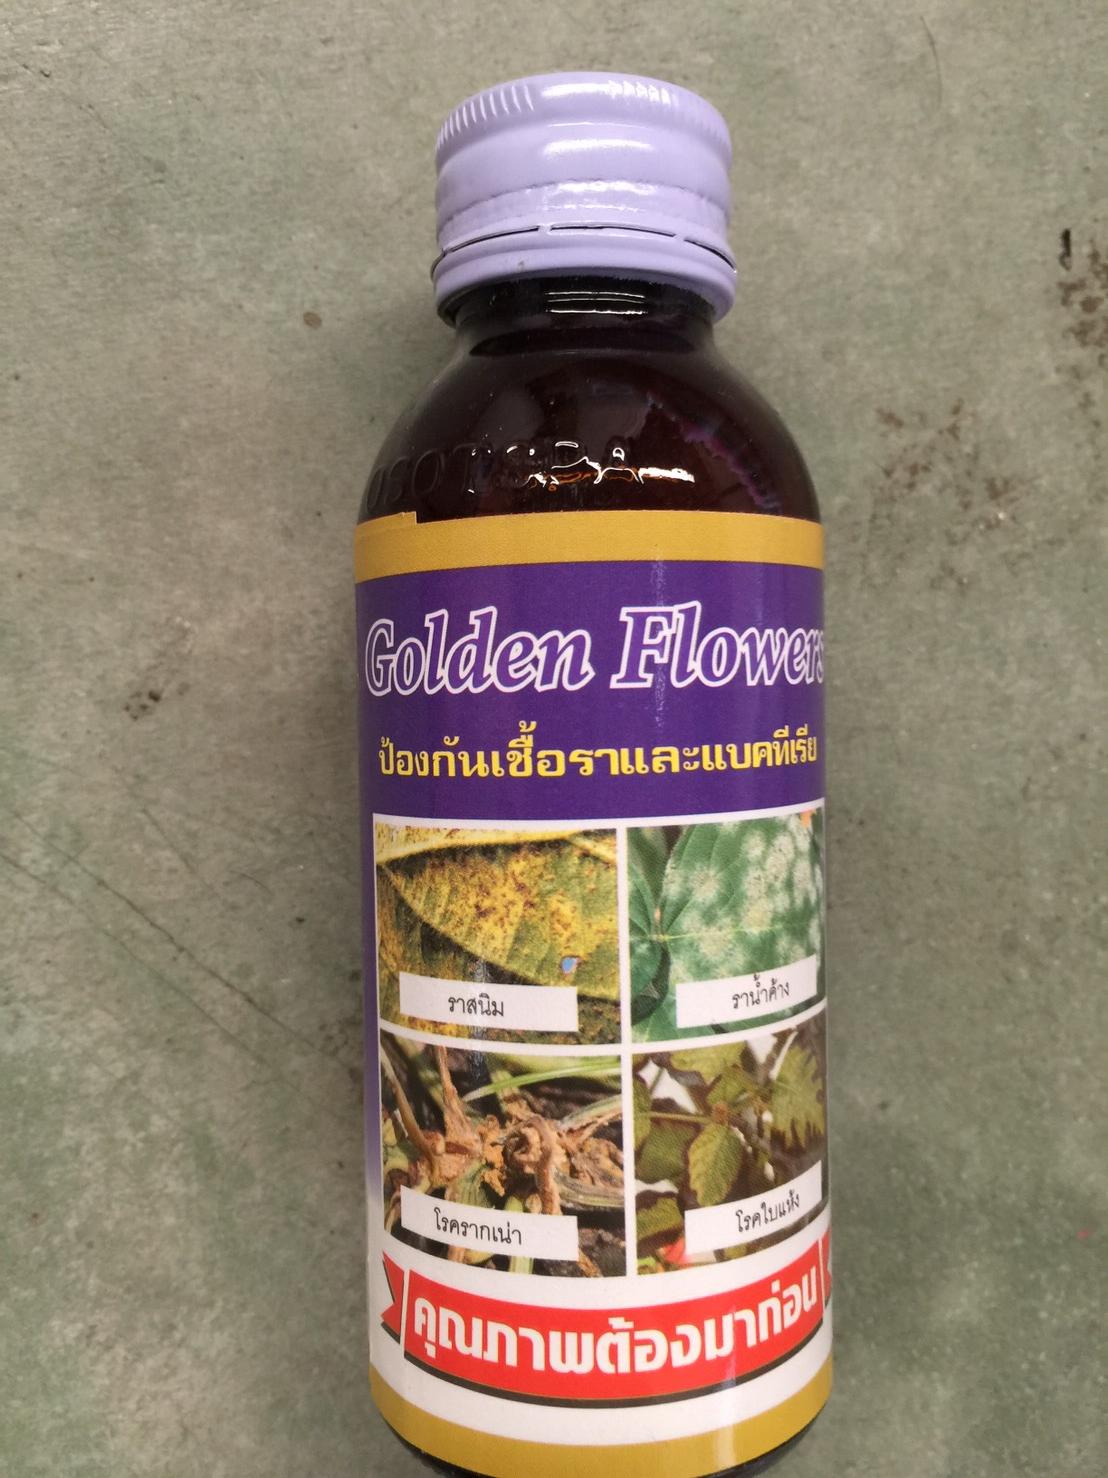 Golden Flowers
ป้องกันเชื้อราและแบคทีเรีย
ราสนิม
ราน้ำค้าง
โรครากเน่า
โรคใบแห้ง
คุณภาพต้องมาก่อน